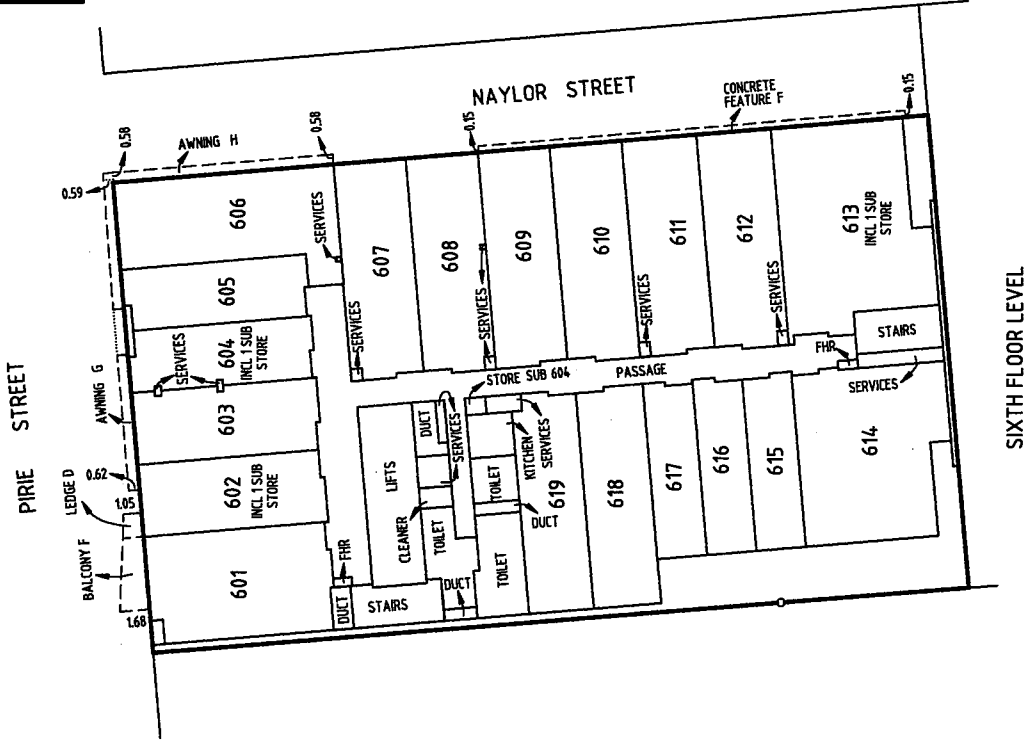 NAYLOR STREET
CONCRETE
FEATURE F
0.15
0.15
0.58
AWNING H
0.58
0.59
606
SERVICES
607
608
609
610
611
612
613
INCL 1 SUB
STORE
605
604
INCL 1 SUB
STORE
SERVICES
SERVICES
SERVICES
SERVICES
SERVICES
STAIRS
FHR
SERVICES
PASSAGE
STORE SUB 604
PIRIE STREET
AWNING G
603
0.62
LEDGE D
1.05
602
INCL 1 SUB
STORE
BALCONY F
601
1.68
DUCT
SERVICES
LIFTS
CLEANER
TOILET
TOILET
TOILET
KITCHEN
SERVICES
DUCT
FHR
DUCT
STAIRS
DUCT
619
618
617
616
615
614
SIXTH FLOOR LEVEL